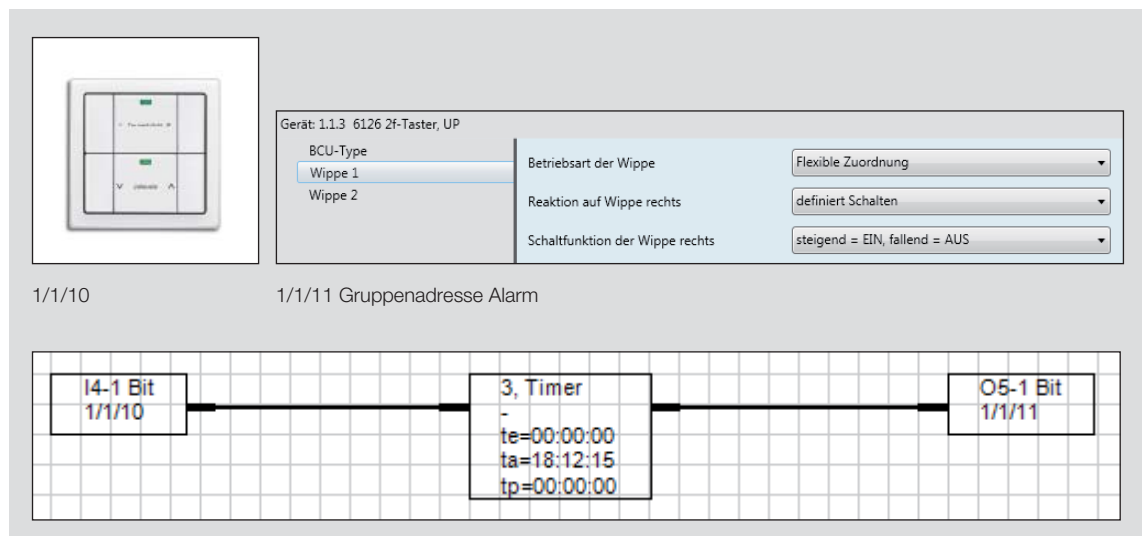 Gerät: 1.1.3 6126 2f-Taster, UP
BCU-Type
Wippe 1
Wippe 2
Betriebsart der Wippe
Flexible Zuordnung
Reaktion auf Wippe rechts
definiert Schalten
Schaltfunktion der Wippe rechts
steigend = EIN, fallend = AUS
1/1/10
1/1/11 Gruppenadresse Alarm
I4-1 Bit
1/1/10
3, Timer
-
te=00:00:00
ta=18:12:15
tp=00:00:00
O5-1 Bit
1/1/11